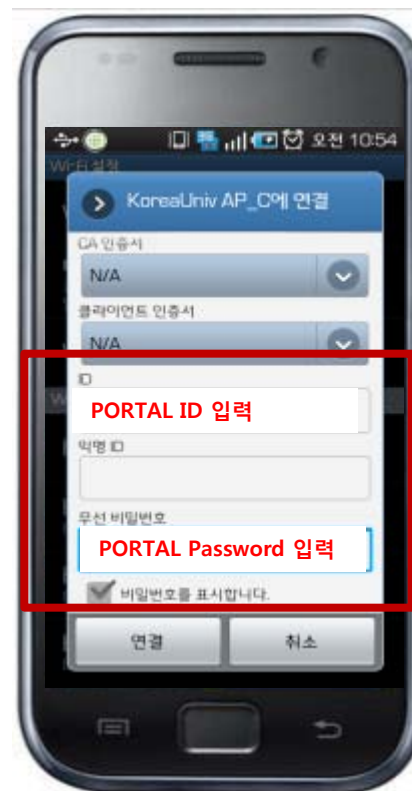 오전 10:54
Wi-Fi 설정
KoreaUniv AP_C에 연결
CA 인증서
N/A
클라이언트 인증서
N/A
ID
PORTAL ID 입력
익명 ID
무선 비밀번호
PORTAL Password 입력
비밀번호를 표시합니다.
연결
취소